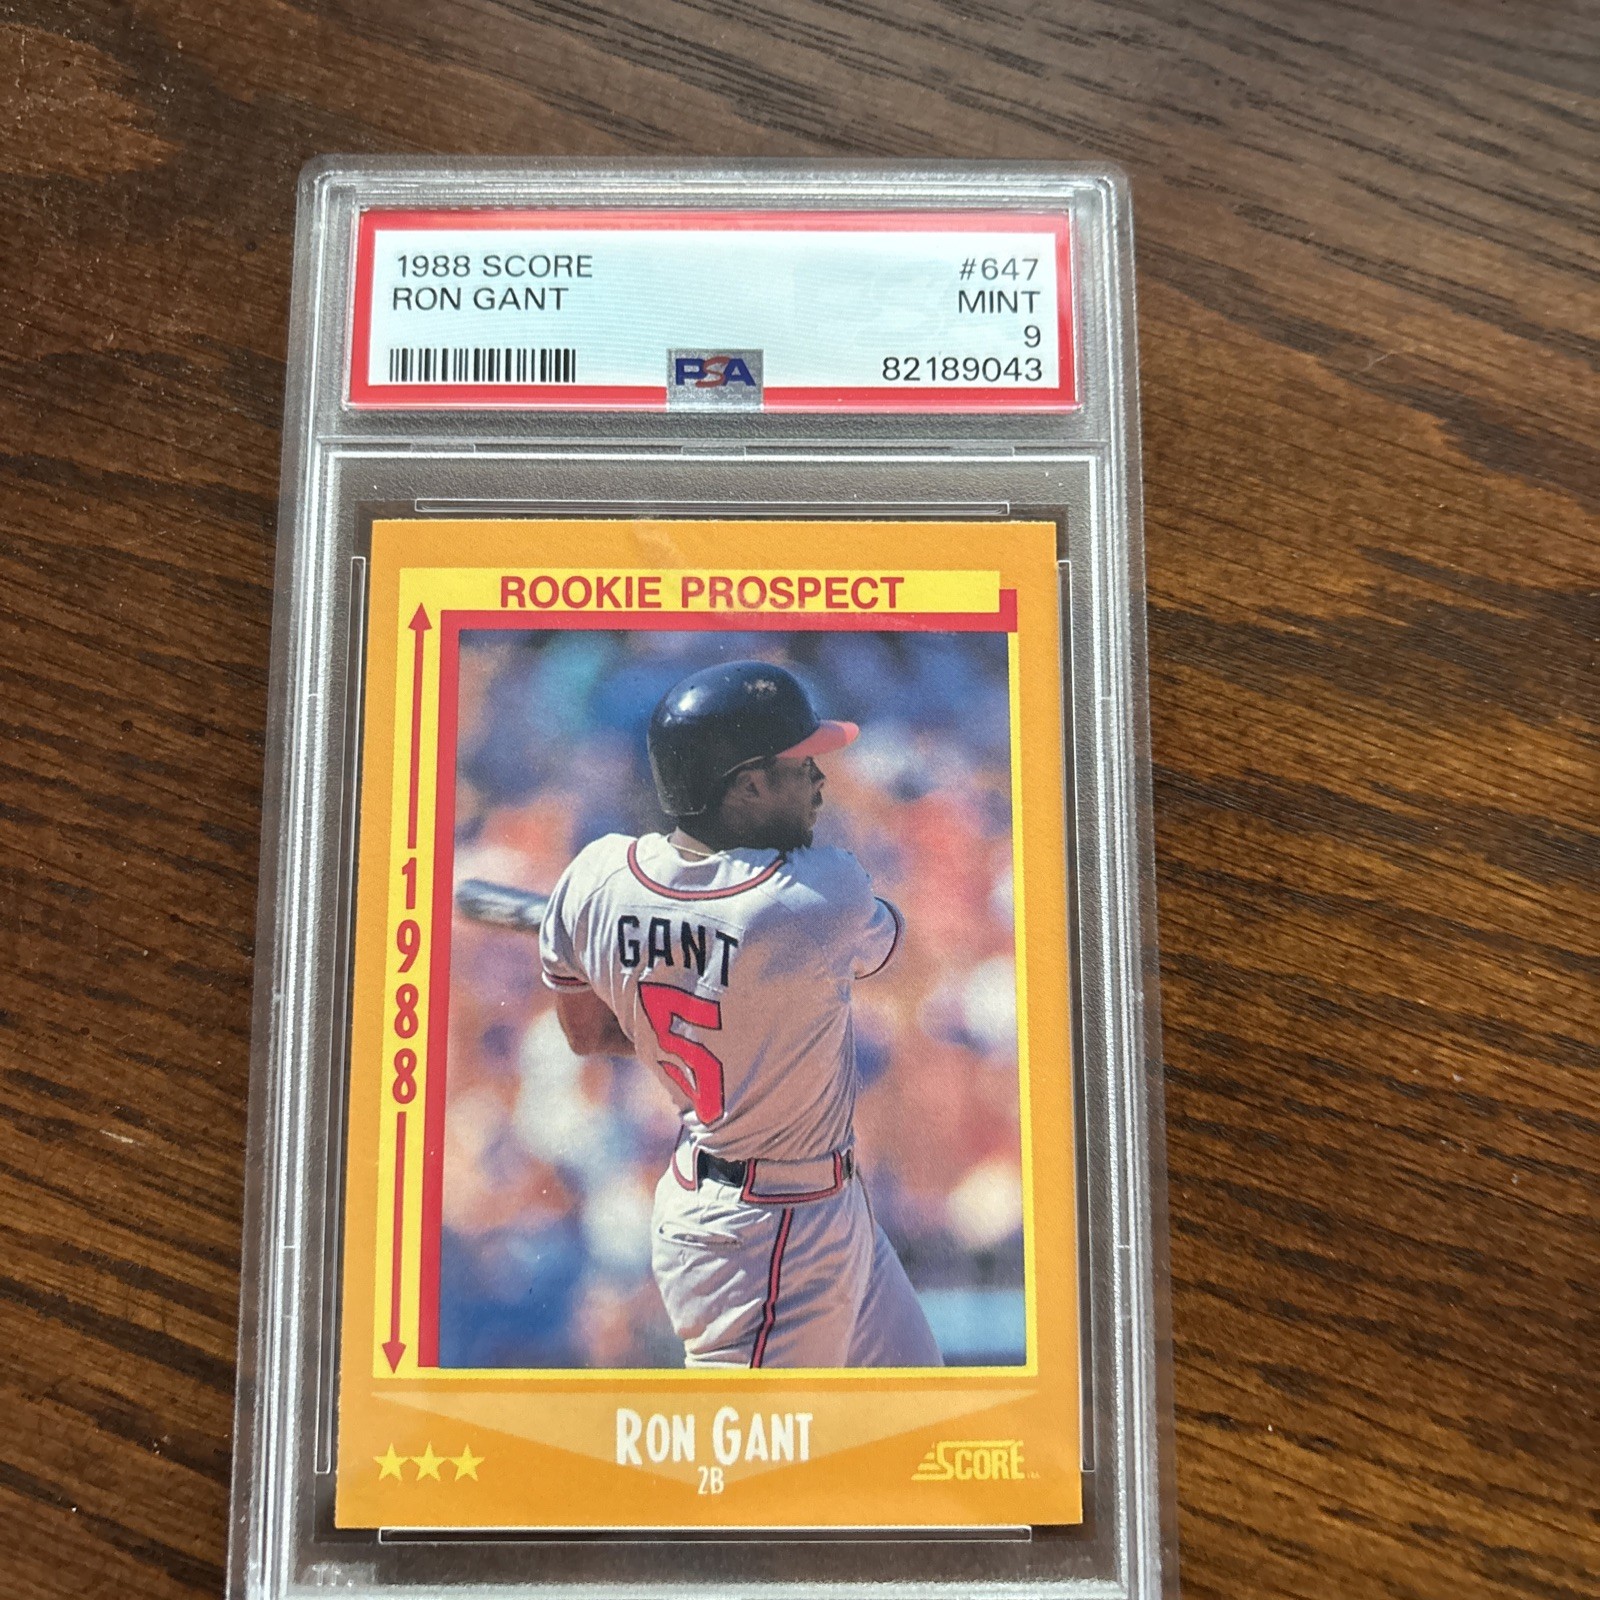 1988 SCORE
#647
RON GANT
MINT
9
PSA
82189043
ROOKIE PROSPECT
1988
GANT
5
RON GANT
2B
SCORE